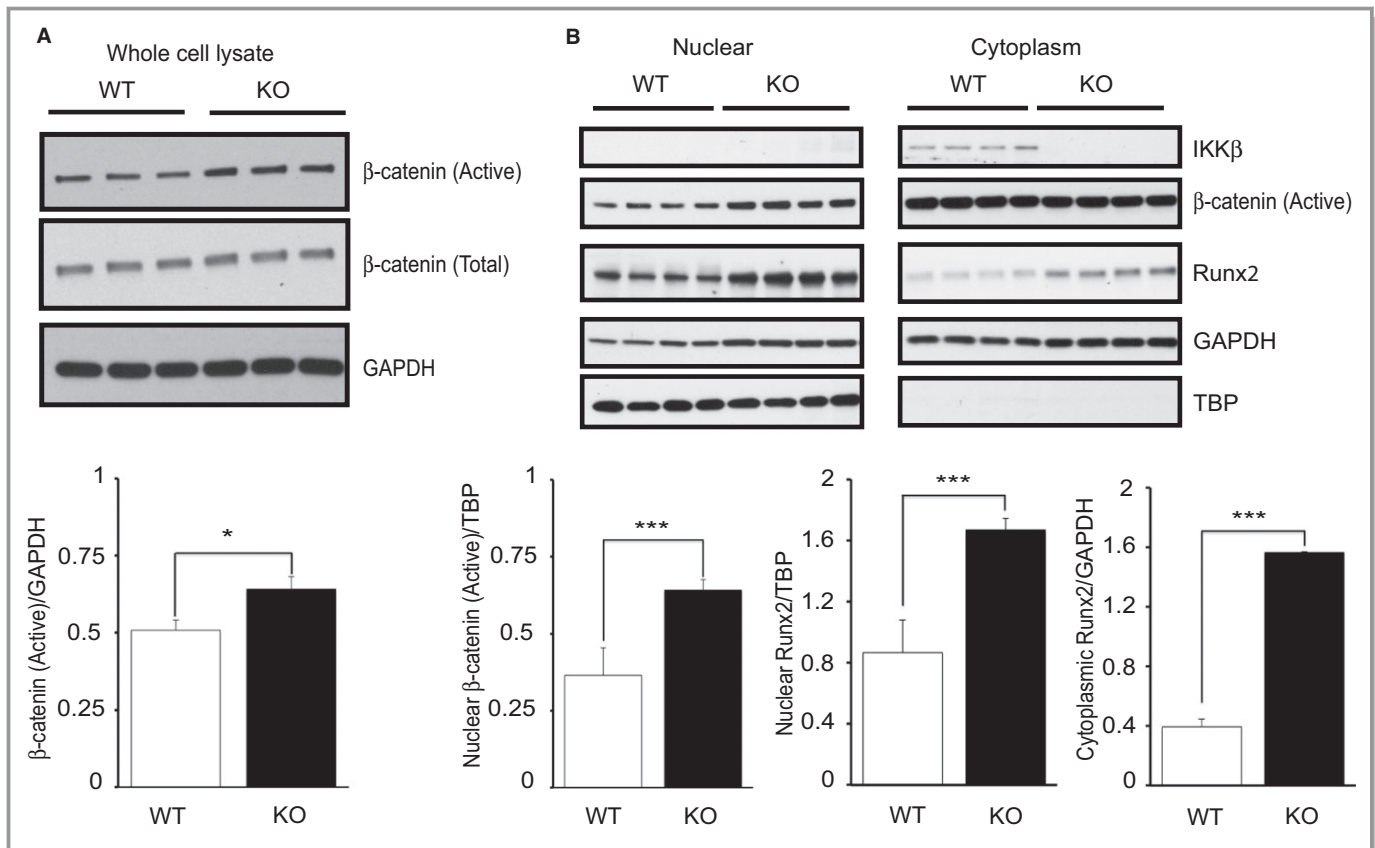 A
Whole cell lysate
WT KO
β-catenin (Active)
β-catenin (Total)
GAPDH
B
Nuclear Cytoplasm
WT KO WT KO
IKKβ
β-catenin (Active)
Runx2
GAPDH
TBP
β-catenin (Active)/GAPDH
1
0.75
0.5
0.25
0
*
WT KO
Nuclear β-catenin (Active)/TBP
1
0.75
0.5
0.25
0
***
WT KO
Nuclear Runx2/TBP
2
1.6
1.2
0.8
0.4
0
***
WT KO
Cytoplasmic Runx2/GAPDH
2
1.6
1.2
0.8
0.4
0
***
WT KO